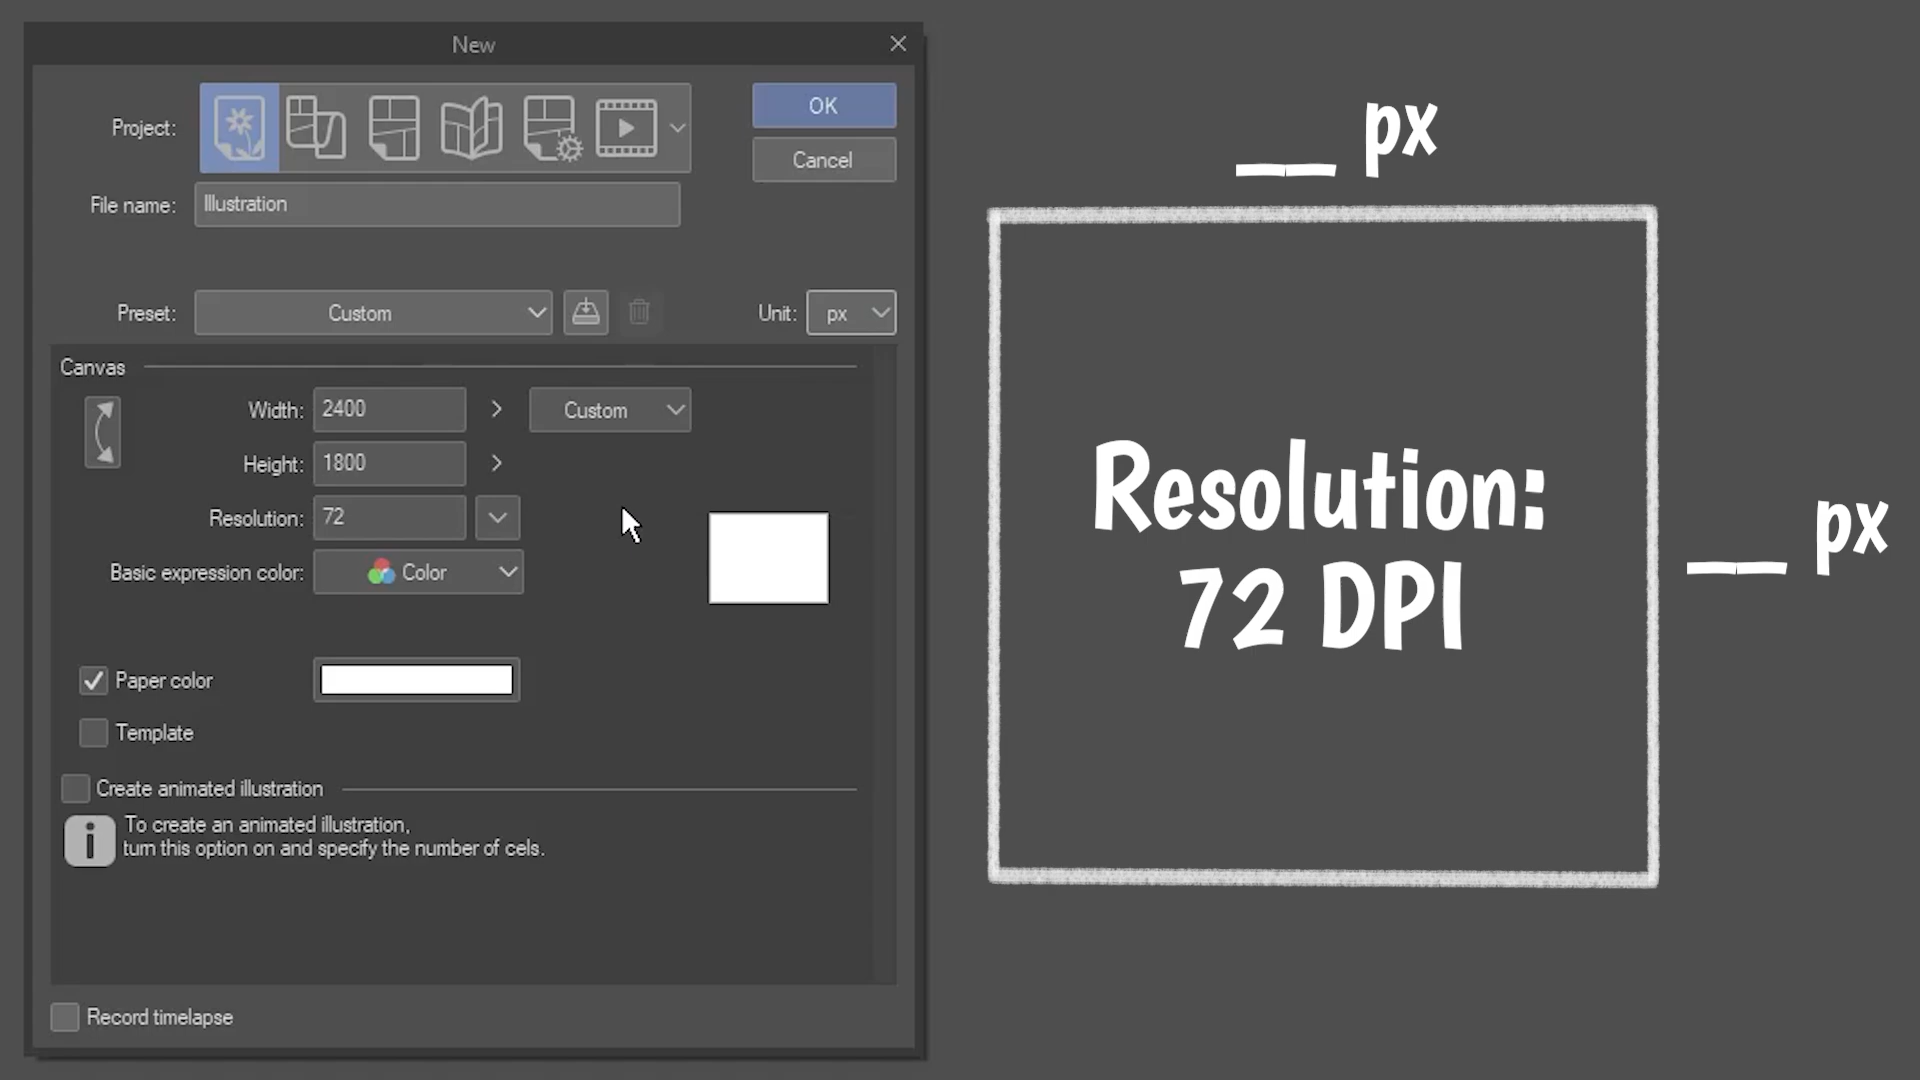 New
Project:
OK
Cancel
File name: Illustration
Preset: Custom
Unit: px
Canvas
Width: 2400
Custom
Height: 1800
Resolution: 72
Basic expression color: Color
Paper color
Template
Create animated illustration
To create an animated illustration,
turn this option on and specify the number of cels.
Record timelapse
__ px
Resolution:
72 DPI
__ px